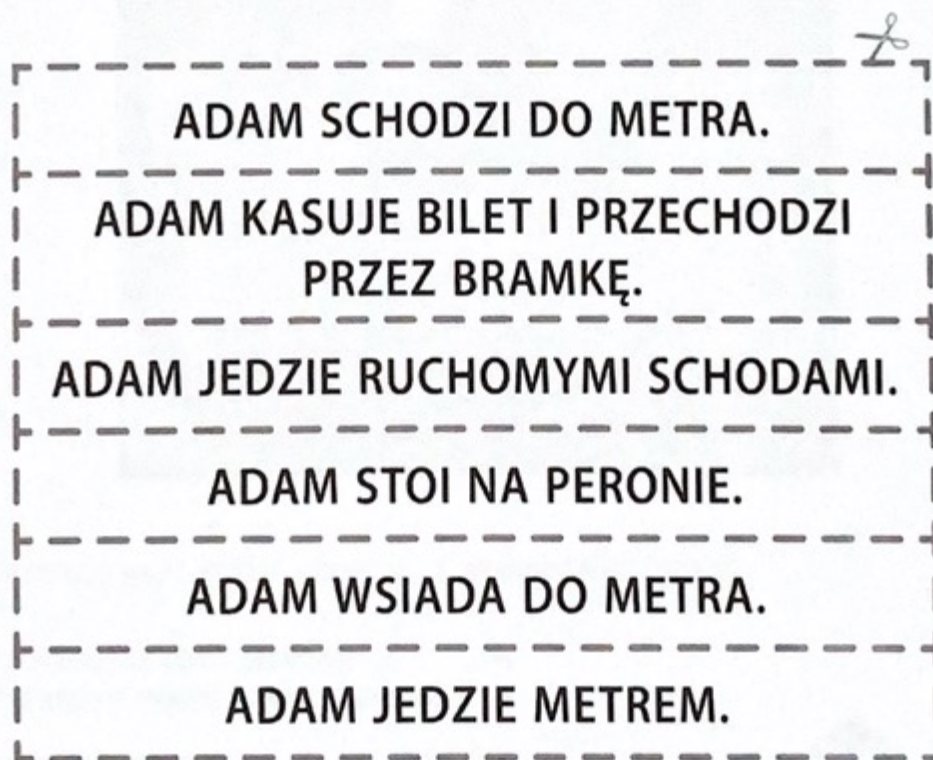 ADAM SCHODZI DO METRA.
ADAM KASUJE BILET I PRZECHODZI
PRZEZ BRAMKĘ.
ADAM JEDZIE RUCHOMYMI SCHODAMI.
ADAM STOI NA PERONIE.
ADAM WSIADA DO METRA.
ADAM JEDZIE METREM.